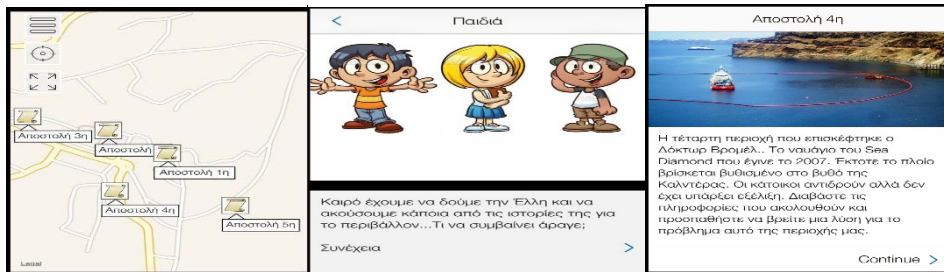 Αποστολή 3η
Αποστολή
Αποστολή 1η
Αποστολή 4η
Αποστολή 5η
Legal
Παιδιά
Καιρό έχουμε να δούμε την Έλλη και να
ακούσουμε κάποια από τις ιστορίες της για
το περιβάλλον...Τι να συμβαίνει άραγε;
Συνέχεια
Αποστολή 4η
Η τέταρτη περιοχή που επισκέφτηκε ο
Δόκτωρ Βρομέλ.. Το ναυάγιο του Sea
Diamond που έγινε το 2007. Έκτοτε το πλοίο
βρίσκεται βυθισμένο στο βυθό της
Καλντέρας. Οι κάτοικοι αντιδρούν αλλά δεν
έχει υπάρξει εξέλιξη. Διαβάστε τις
πληροφορίες που ακολουθούν και
προσπαθήστε να βρείτε μια λύση για το
πρόβλημα αυτό της περιοχής μας.
Continue